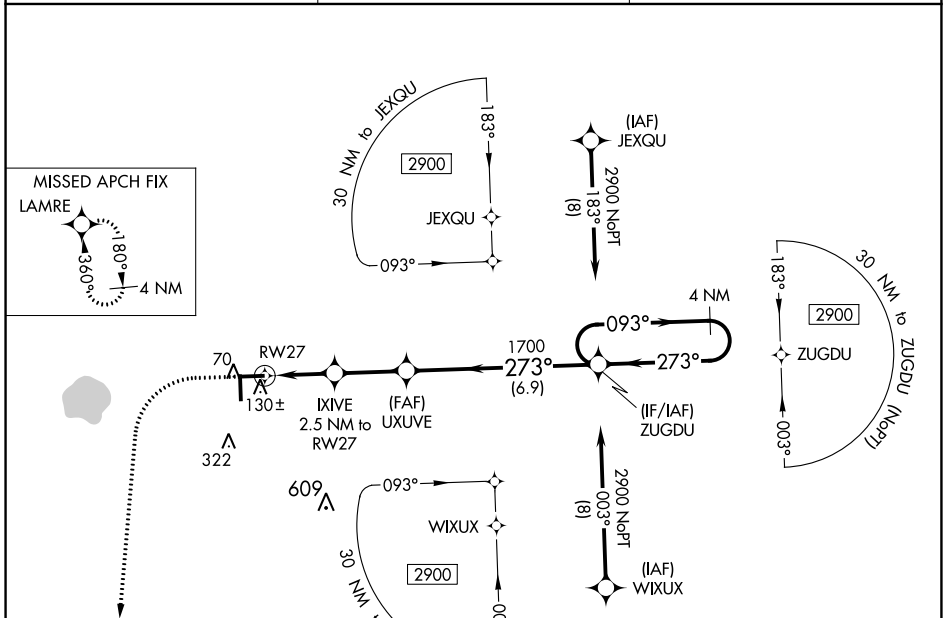 30 NM to JEXQU
2900
183°
JEXQU
093°
(IAF)
JEXQU
2900 NoPT
183°
(8)
MISSED APCH FIX
LAMRE
180°
360°
4 NM
4 NM
093°
273°
30 NM to ZUGDU (NoPT)
183°
2900
ZUGDU
003°
70
RW27
130±
1700
273°
(6.9)
IXIVE
2.5 NM to
RW27
(FAF)
UXUVE
(IF/IAF)
ZUGDU
322
609
093°
WIXUX
2900
30 NM
2900 NoPT
003°
(8)
(IAF)
WIXUX